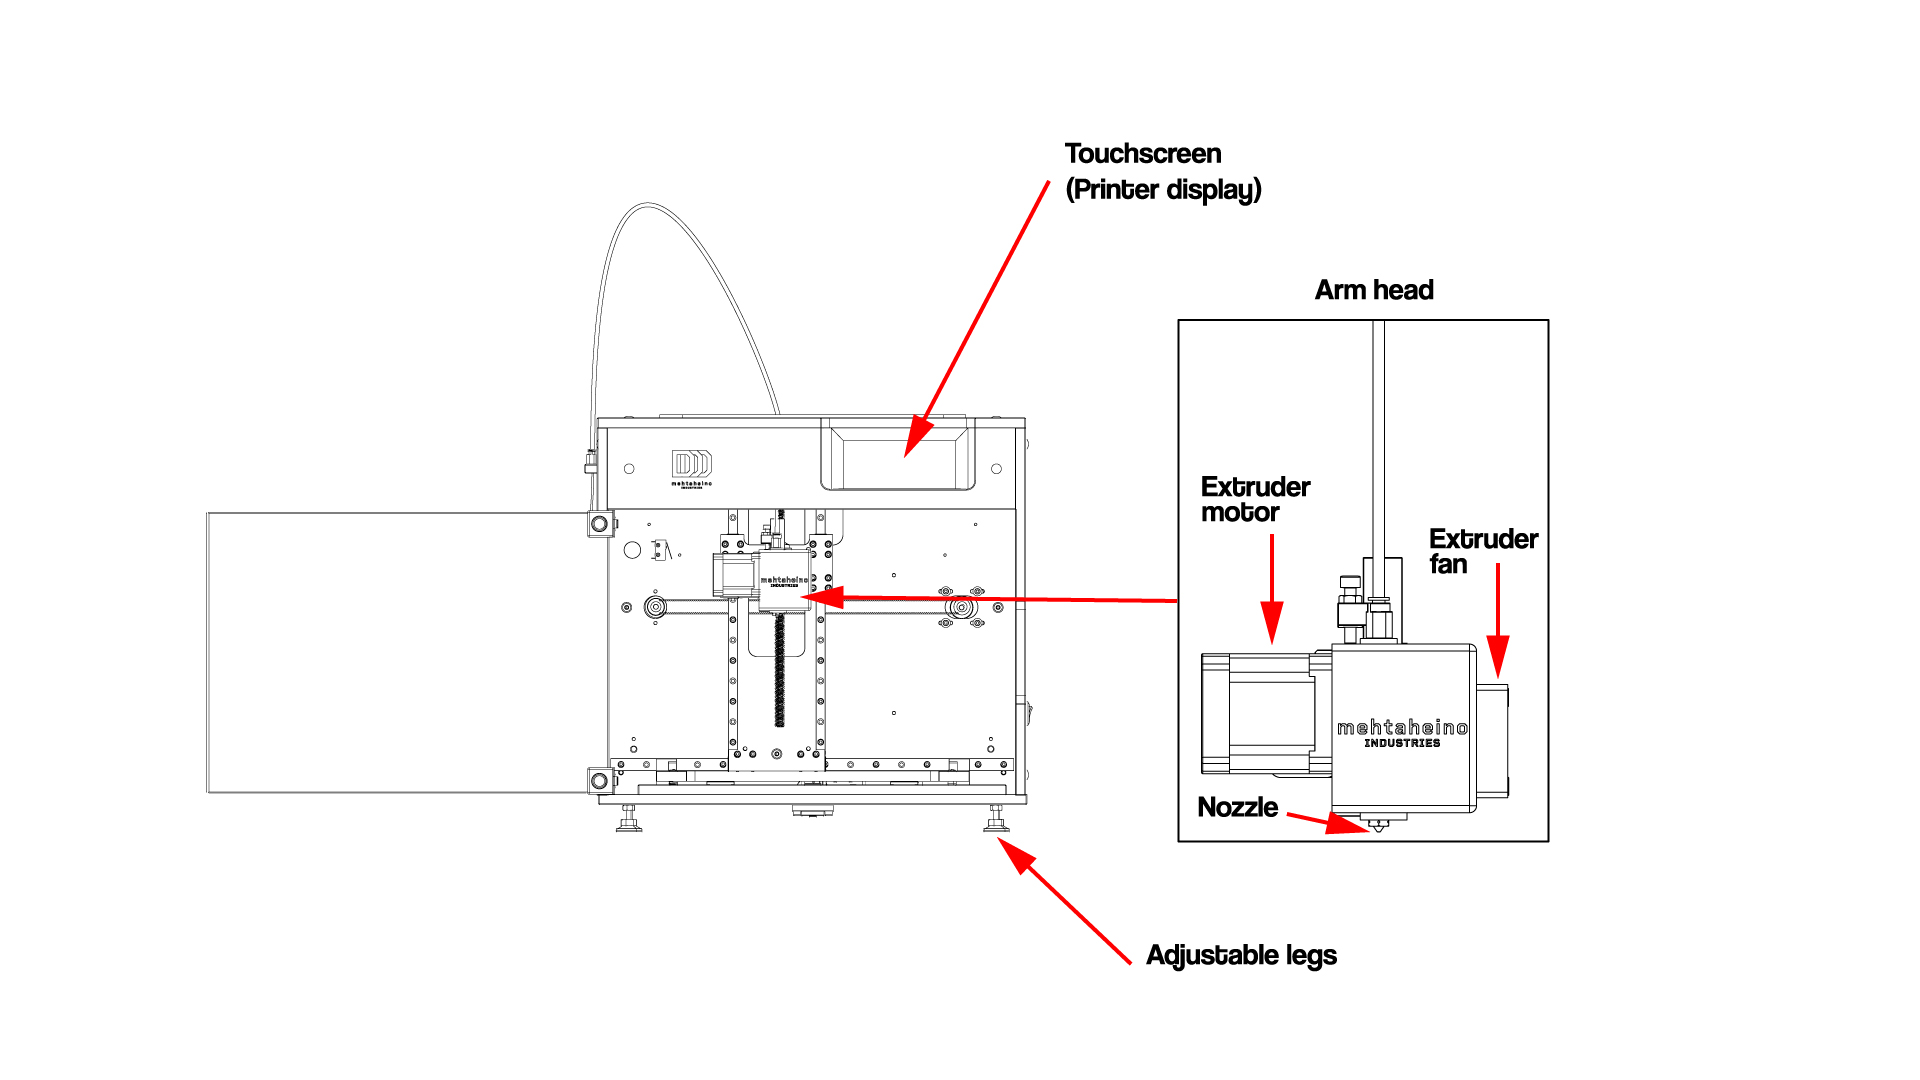 Touchscreen
(Printer display)
Arm head
Extruder
motor
Extruder
fan
mehtaheino
INDUSTRIES
mehtaheino
INDUSTRIES
mehtaheino
INDUSTRIES
Nozzle
Adjustable legs